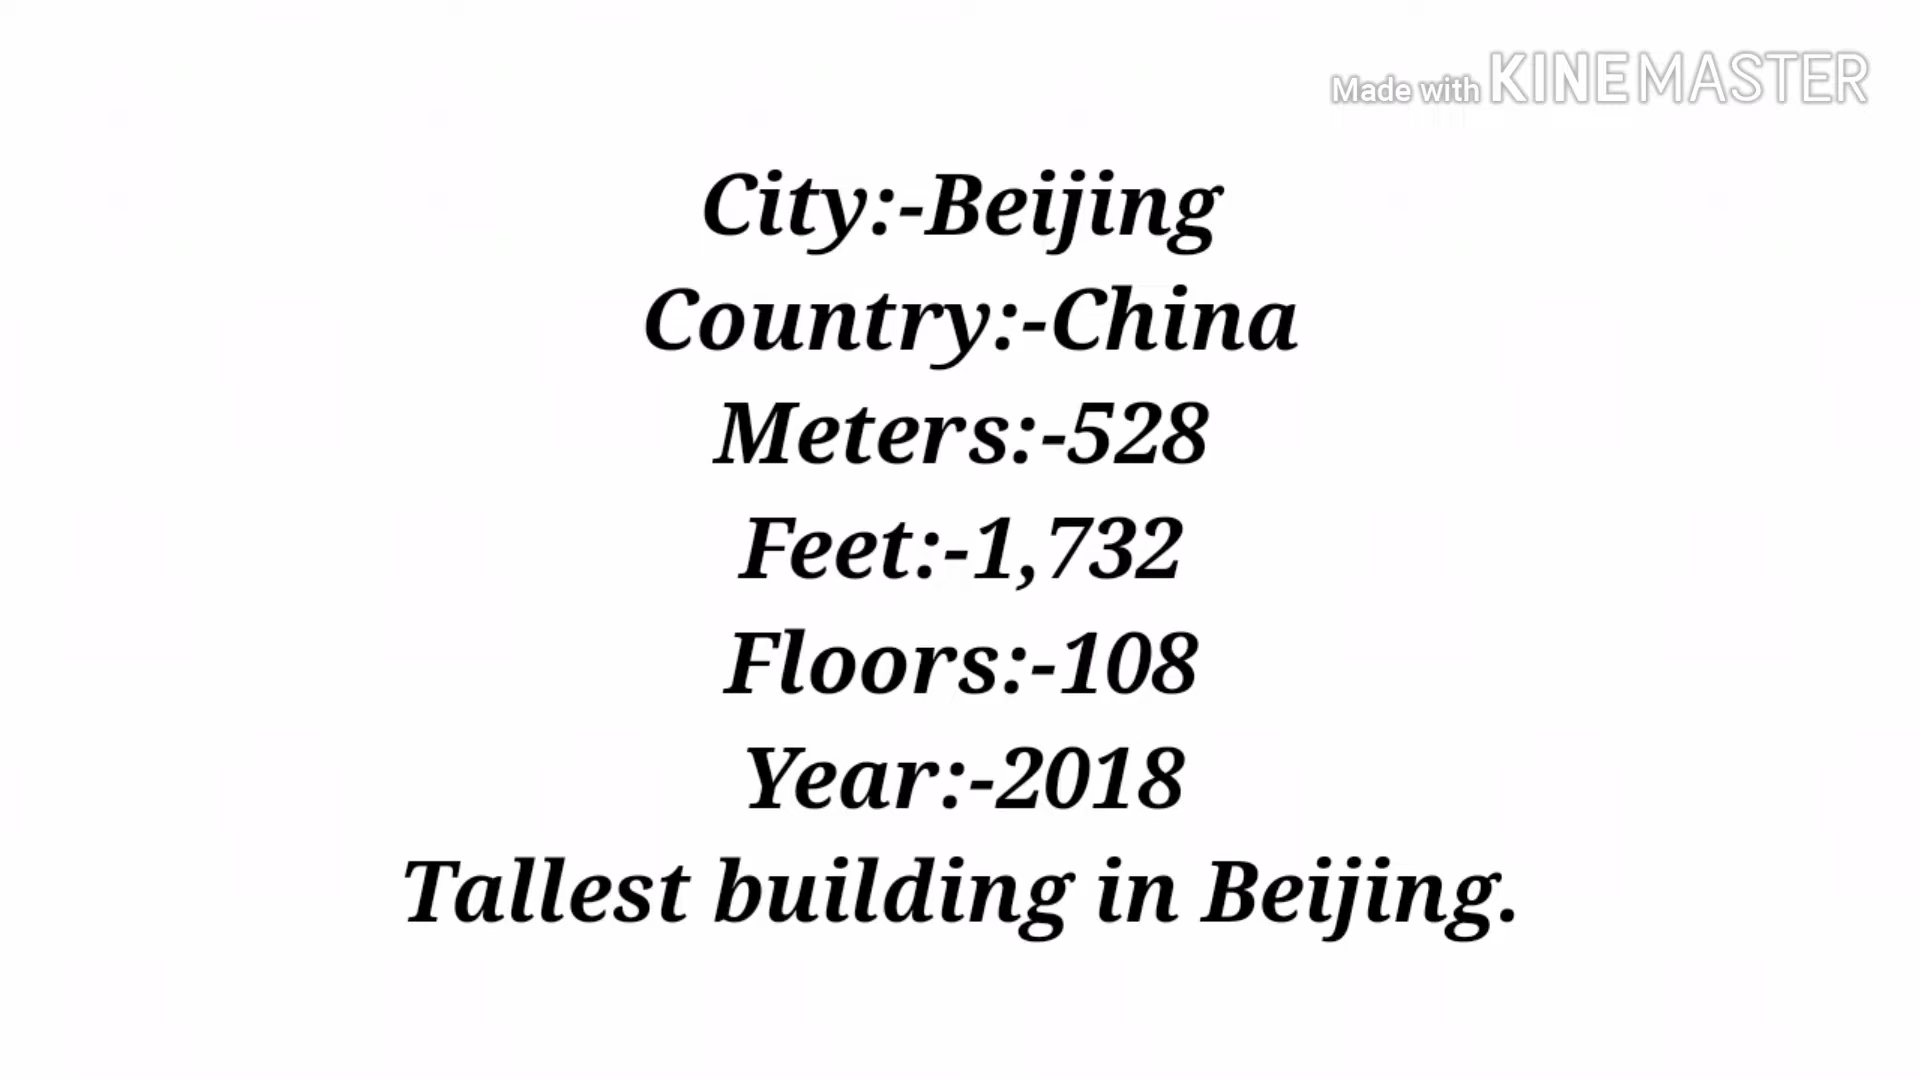 Made with KINEMASTER
City:-Beijing
Country:-China
Meters:-528
Feet:-1,732
Floors:-108
Year:-2018
Tallest building in Beijing.